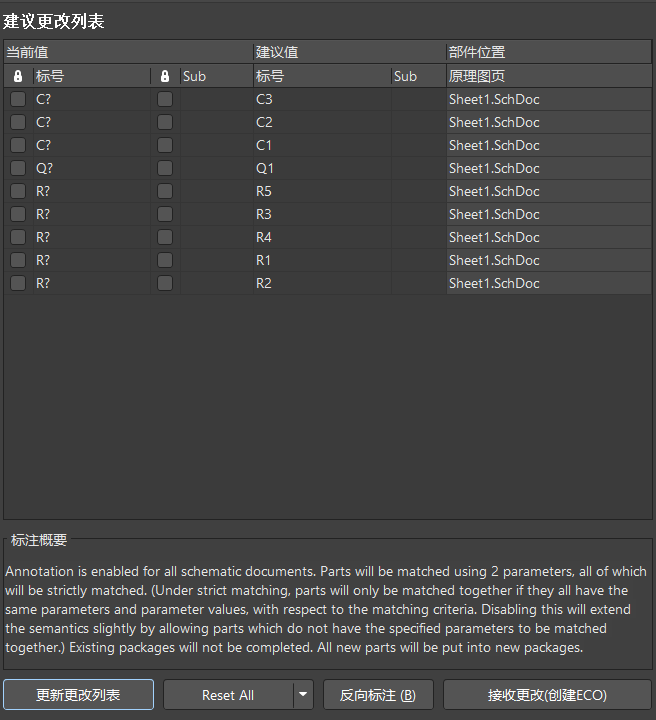 建议更改列表
当前值 建议值 部件位置
标号 Sub 标号 Sub 原理图页
C? C3 Sheet1.SchDoc
C? C2 Sheet1.SchDoc
C? C1 Sheet1.SchDoc
Q? Q1 Sheet1.SchDoc
R? R5 Sheet1.SchDoc
R? R3 Sheet1.SchDoc
R? R4 Sheet1.SchDoc
R? R1 Sheet1.SchDoc
R? R2 Sheet1.SchDoc
标注概要
Annotation is enabled for all schematic documents. Parts will be matched using 2 parameters, all of which
will be strictly matched. (Under strict matching, parts will only be matched together if they all have the
same parameters and parameter values, with respect to the matching criteria. Disabling this will extend
the semantics slightly by allowing parts which do not have the specified parameters to be matched
together.) Existing packages will not be completed. All new parts will be put into new packages.
更新更改列表 Reset All 反向标注 (B) 接收更改(创建ECO)